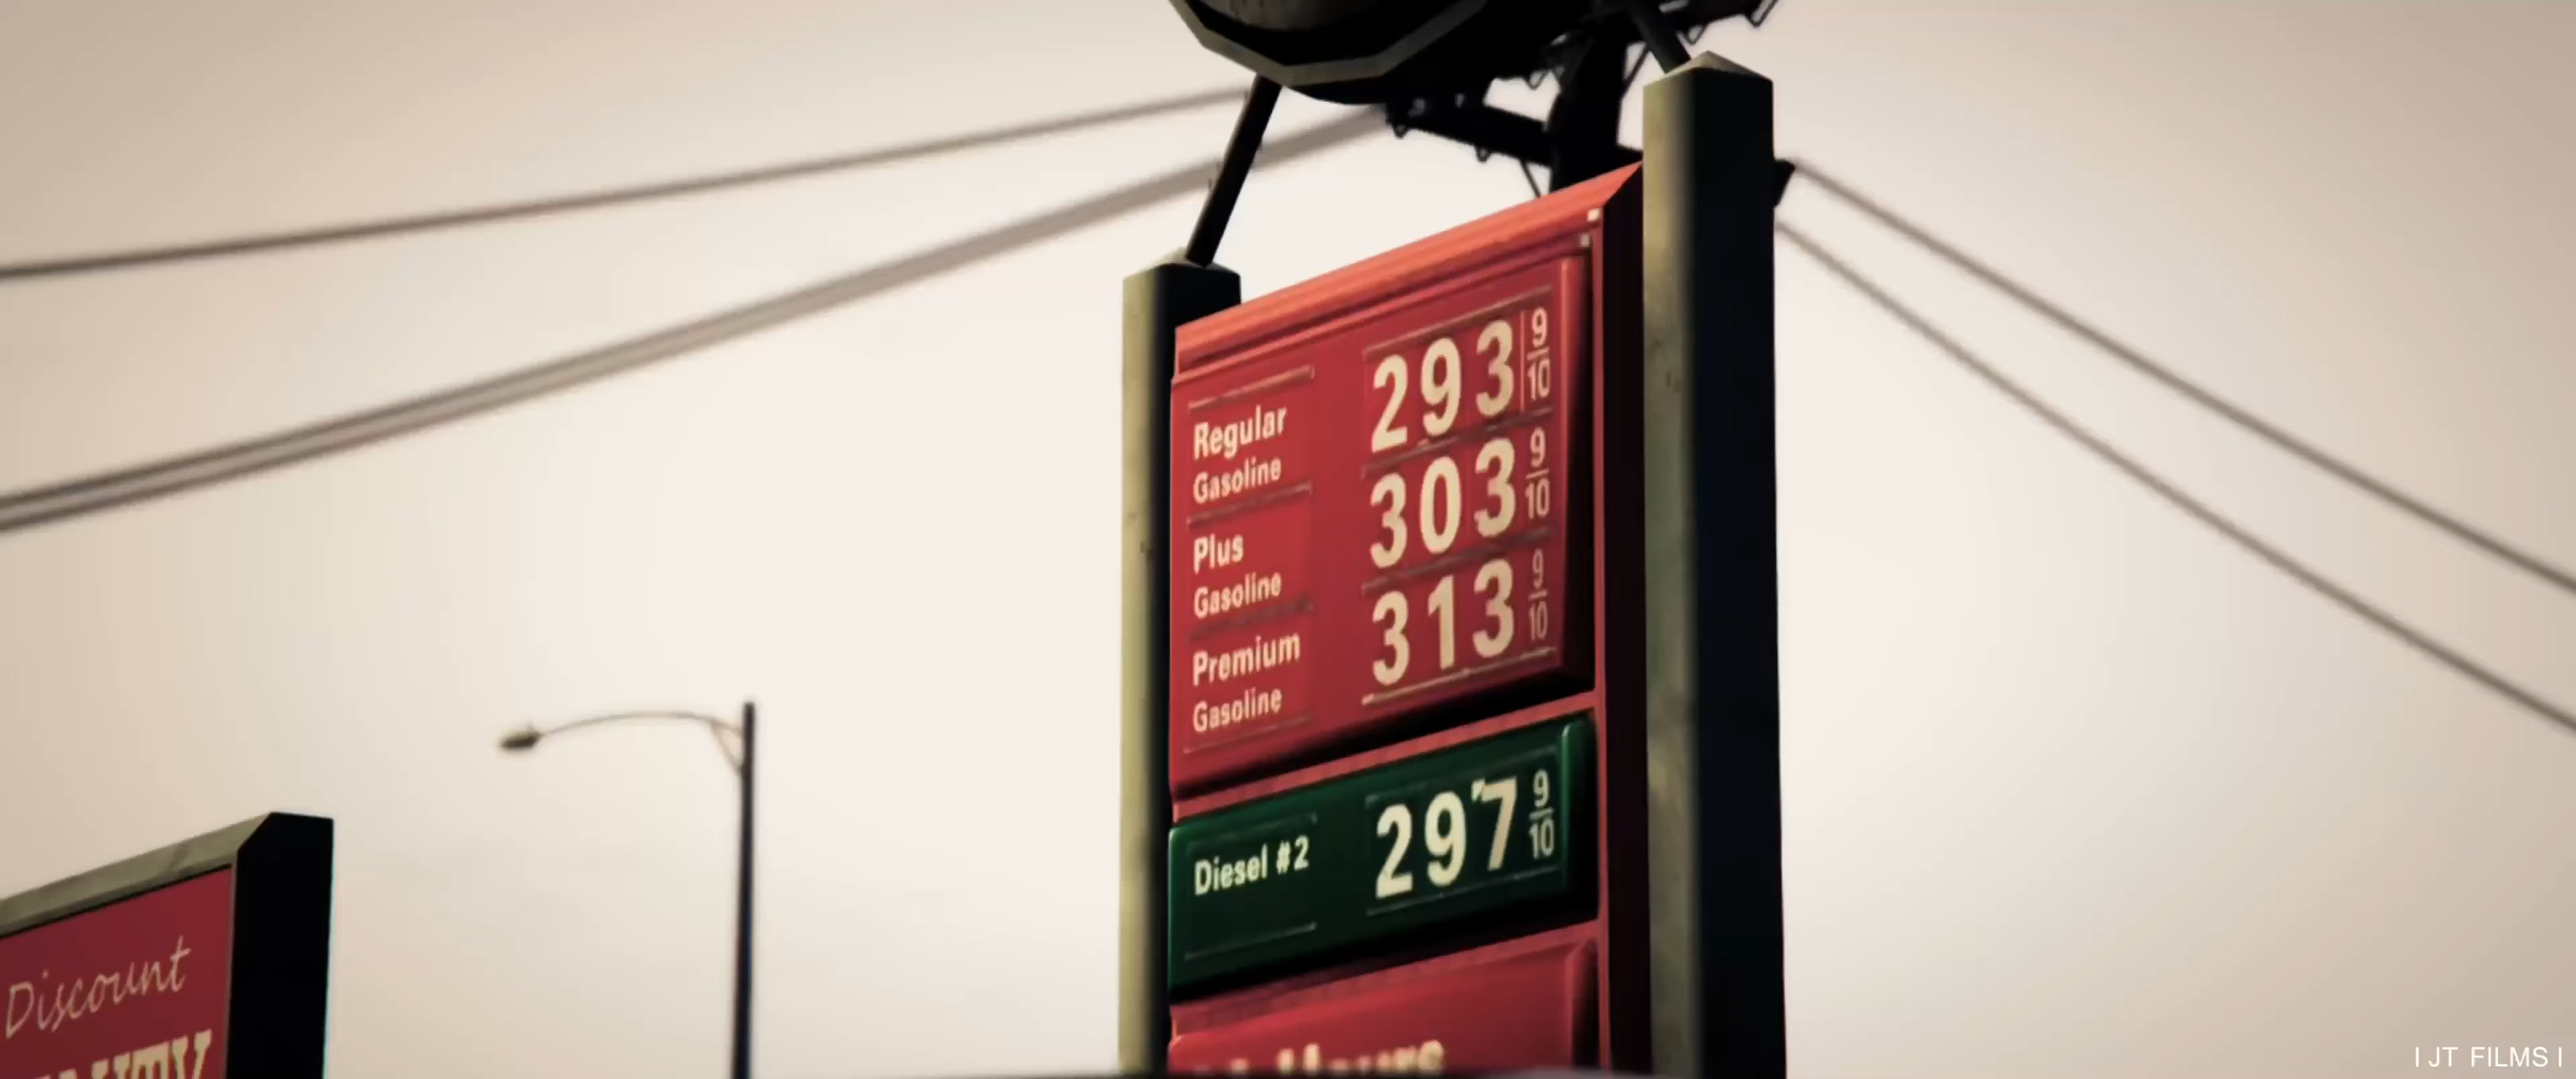 Regular
Gasoline
293 9/10
Plus
Gasoline
303 9/10
Premium
Gasoline
313 9/10
Diesel #2
297 9/10
Hours
Discount
I JT FILMS I